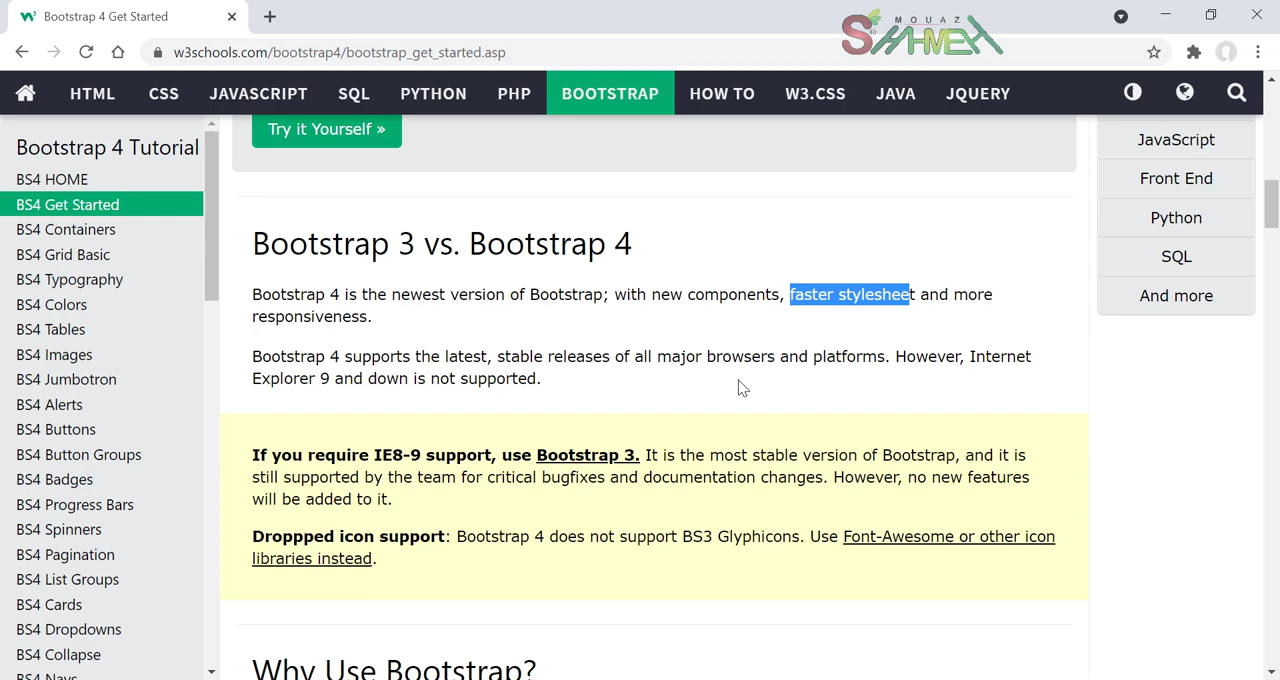 Bootstrap 4 Get Started
MOUAZ
w3schools.com/bootstrap4/bootstrap_get_started.asp
HTML CSS JAVASCRIPT SQL PYTHON PHP BOOTSTRAP HOW TO W3.CSS JAVA JQUERY
Bootstrap 4 Tutorial
BS4 HOME
BS4 Get Started
BS4 Containers
BS4 Grid Basic
BS4 Typography
BS4 Colors
BS4 Tables
BS4 Images
BS4 Jumbotron
BS4 Alerts
BS4 Buttons
BS4 Button Groups
BS4 Badges
BS4 Progress Bars
BS4 Spinners
BS4 Pagination
BS4 List Groups
BS4 Cards
BS4 Dropdowns
BS4 Collapse
BS4 Navs
Try it Yourself »
Bootstrap 3 vs. Bootstrap 4
Bootstrap 4 is the newest version of Bootstrap; with new components, faster stylesheet and more
responsiveness.
Bootstrap 4 supports the latest, stable releases of all major browsers and platforms. However, Internet
Explorer 9 and down is not supported.
If you require IE8-9 support, use Bootstrap 3. It is the most stable version of Bootstrap, and it is
still supported by the team for critical bugfixes and documentation changes. However, no new features
will be added to it.
Droppped icon support: Bootstrap 4 does not support BS3 Glyphicons. Use Font-Awesome or other icon
libraries instead.
Why Use Bootstrap?
JavaScript
Front End
Python
SQL
And more